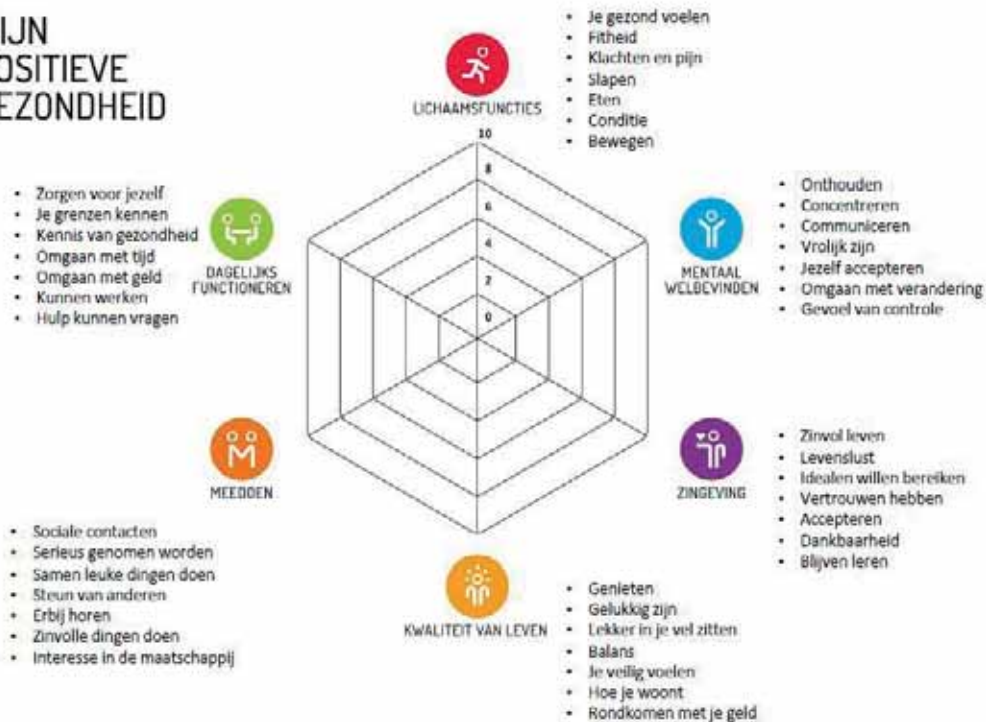 IJN
OSITIEVE
EZONDHEID
LICHAAMSFUNCTIES
• Je gezond voelen
• Fitheid
• Klachten en pijn
• Slapen
• Eten
• Conditie
• Bewegen
10
8
6
4
2
0
• Zorgen voor jezelf
• Je grenzen kennen
• Kennis van gezondheid
• Omgaan met tijd
• Omgaan met geld
• Kunnen werken
• Hulp kunnen vragen
DAGELIJKS
FUNCTIONEREN
MENTAAL
WELBEVINDEN
• Onthouden
• Concentreren
• Communiceren
• Vrolijk zijn
• Jezelf accepteren
• Omgaan met verandering
• Gevoel van controle
MEEDOEN
• Sociale contacten
• Serieus genomen worden
• Samen leuke dingen doen
• Steun van anderen
• Erbij horen
• Zinvolle dingen doen
• Interesse in de maatschappij
ZINGEVING
• Zinvol leven
• Levenslust
• Idealen willen bereiken
• Vertrouwen hebben
• Accepteren
• Dankbaarheid
• Blijven leren
KWALITEIT VAN LEVEN
• Genieten
• Gelukkig zijn
• Lekker in je vel zitten
• Balans
• Je veilig voelen
• Hoe je woont
• Rondkomen met je geld